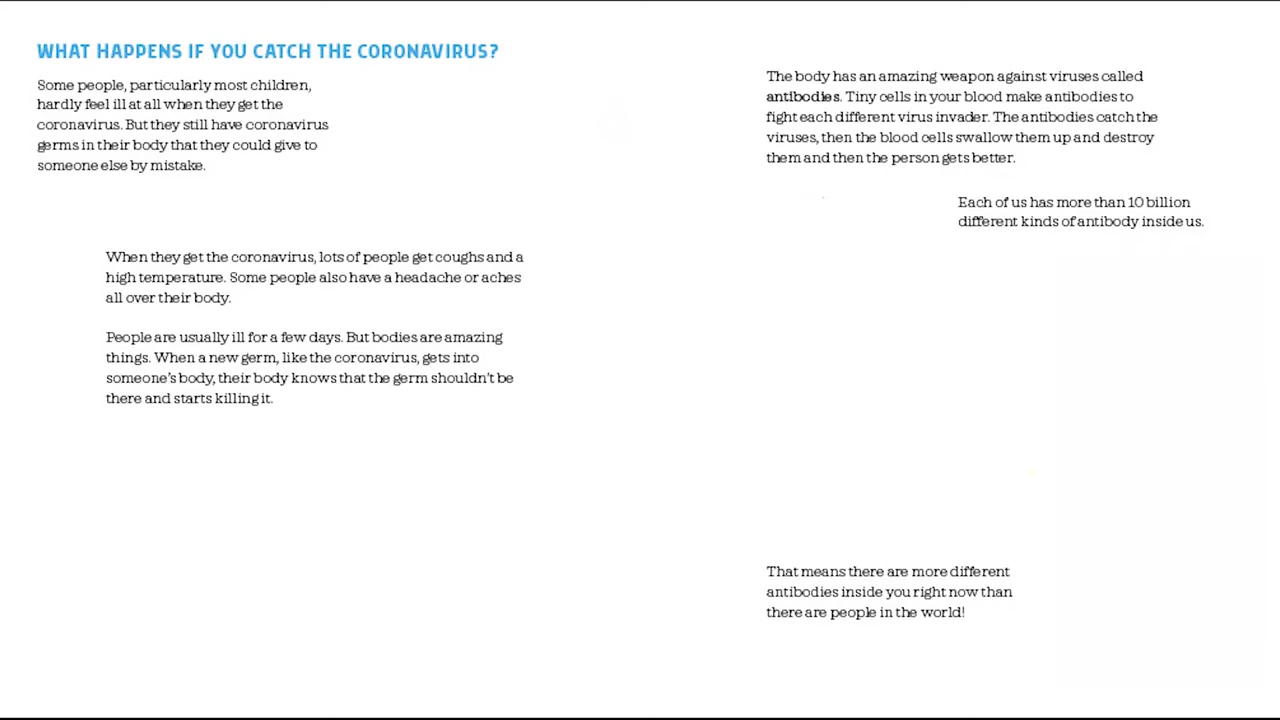 WHAT HAPPENS IF YOU CATCH THE CORONAVIRUS?
Some people, particularly most children,
hardly feel ill at all when they get the
coronavirus. But they still have coronavirus
germs in their body that they could give to
someone else by mistake.
When they get the coronavirus, lots of people get coughs and a
high temperature. Some people also have a headache or aches
all over their body.
People are usually ill for a few days. But bodies are amazing
things. When a new germ, like the coronavirus, gets into
someone's body, their body knows that the germ shouldn't be
there and starts killing it.
The body has an amazing weapon against viruses called
antibodies. Tiny cells in your blood make antibodies to
fight each different virus invader. The antibodies catch the
viruses, then the blood cells swallow them up and destroy
them and then the person gets better.
Each of us has more than 10 billion
different kinds of antibody inside us.
That means there are more different
antibodies inside you right now than
there are people in the world!